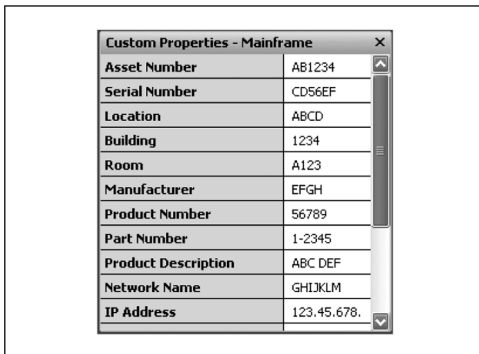 Custom Properties - Mainframe
Asset Number AB1234
Serial Number CD56EF
Location ABCD
Building 1234
Room A123
Manufacturer EFGH
Product Number 56789
Part Number 1-2345
Product Description ABC DEF
Network Name GHIJKLM
IP Address 123.45.678.